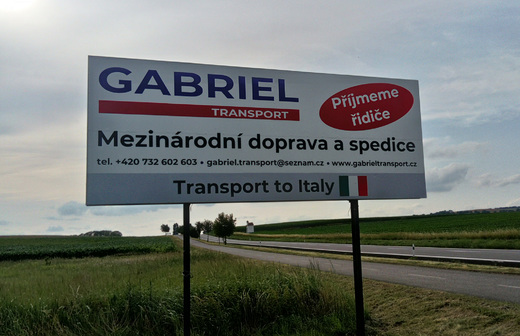 GABRIEL
TRANSPORT
Příjmeme
řidiče
Mezinárodní doprava a spedice
tel. +420 732 602 603 • gabriel.transport@seznam.cz • www.gabrieltransport.cz
Transport to Italy